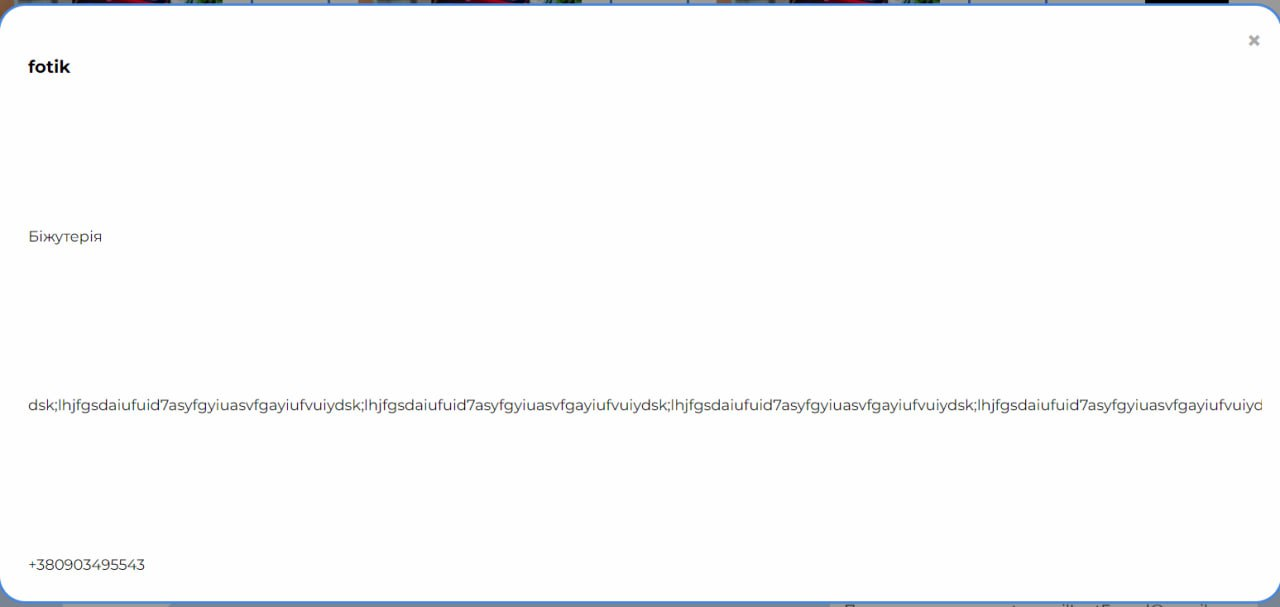 fotik
Біжутерія
dsk;lhjfgsdaiufuid7asyfgyiuasvfgayiufvuiydsk;lhjfgsdaiufuid7asyfgyiuasvfgayiufvuiydsk;lhjfgsdaiufuid7asyfgyiuasvfgayiufvuiydsk;lhjfgsdaiufuid7asyfgyiuasvfgayiufvuiyd
+380903495543